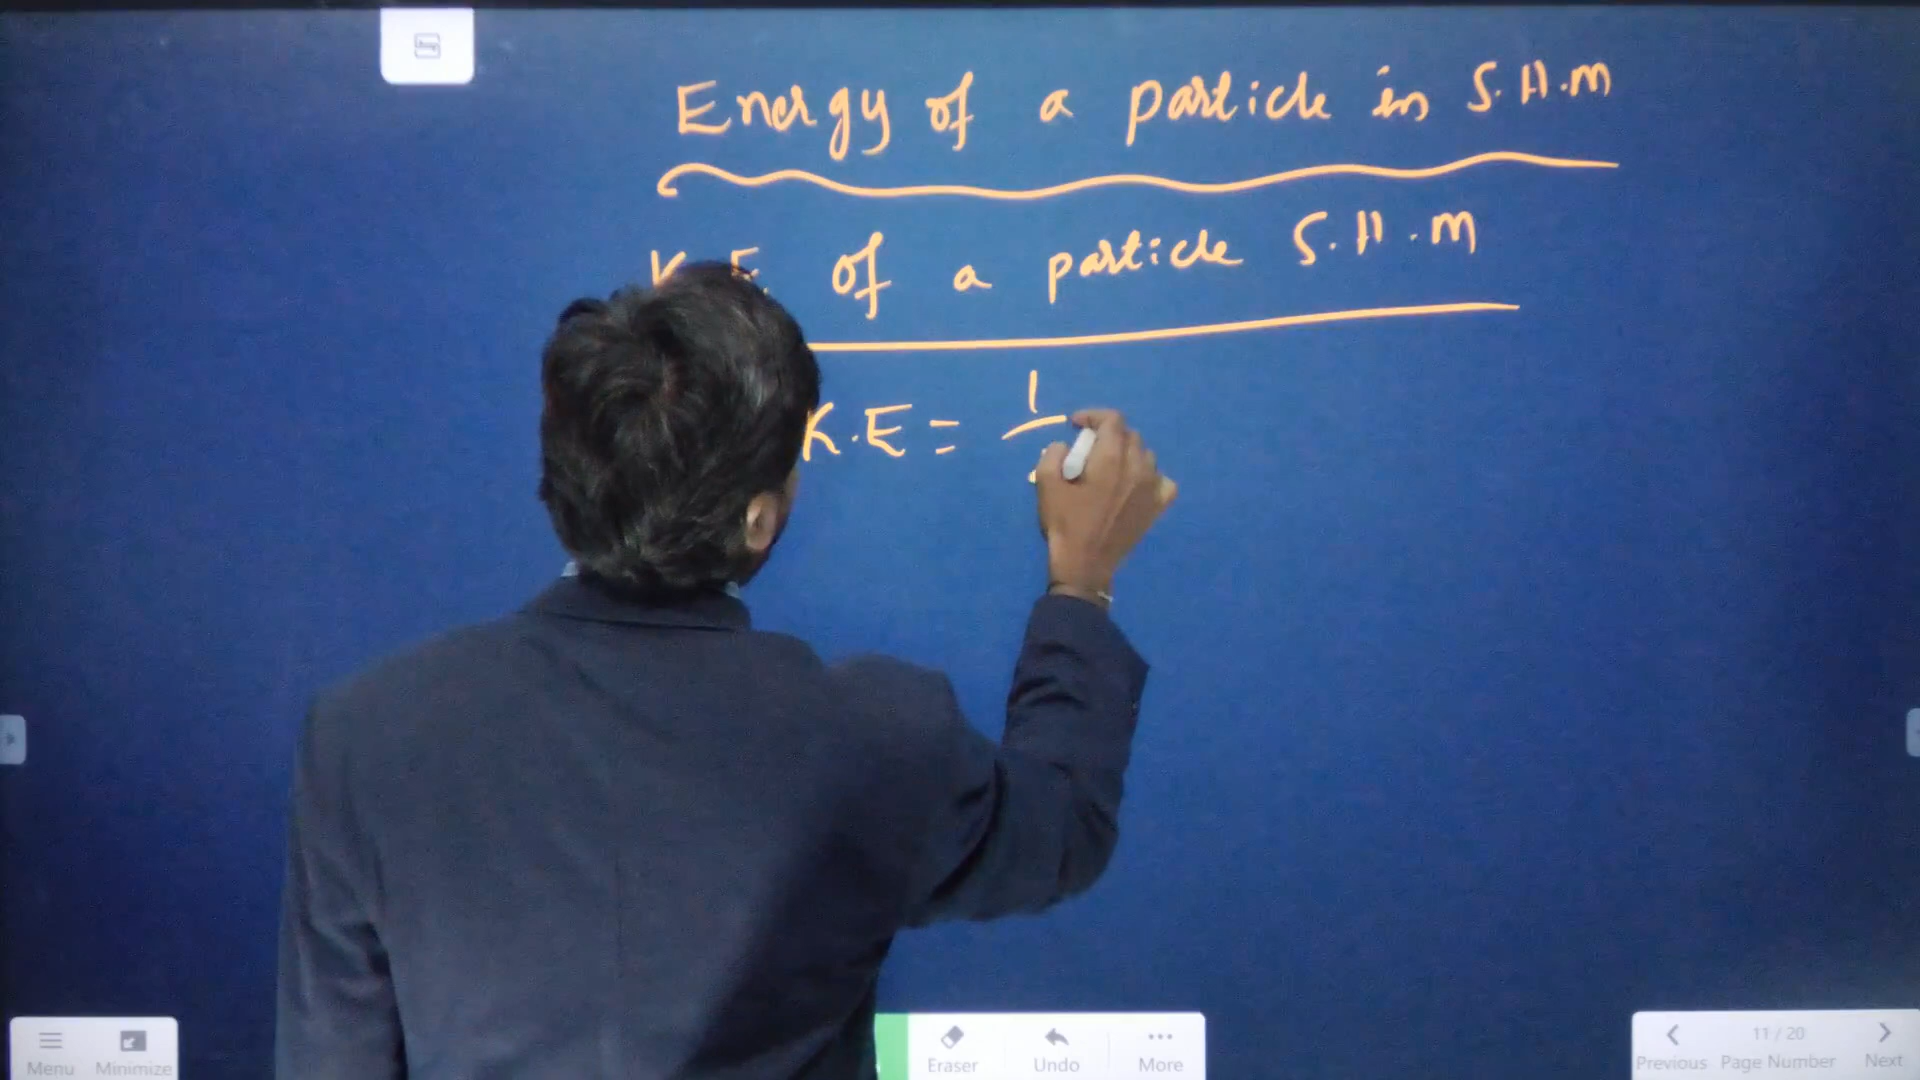 Energy of a particle in S.H.M
K.E. of a particle S.H.M
K.E = 1
Menu
Minimize
Eraser
Undo
More
11 / 20
Previous
Page Number
Next